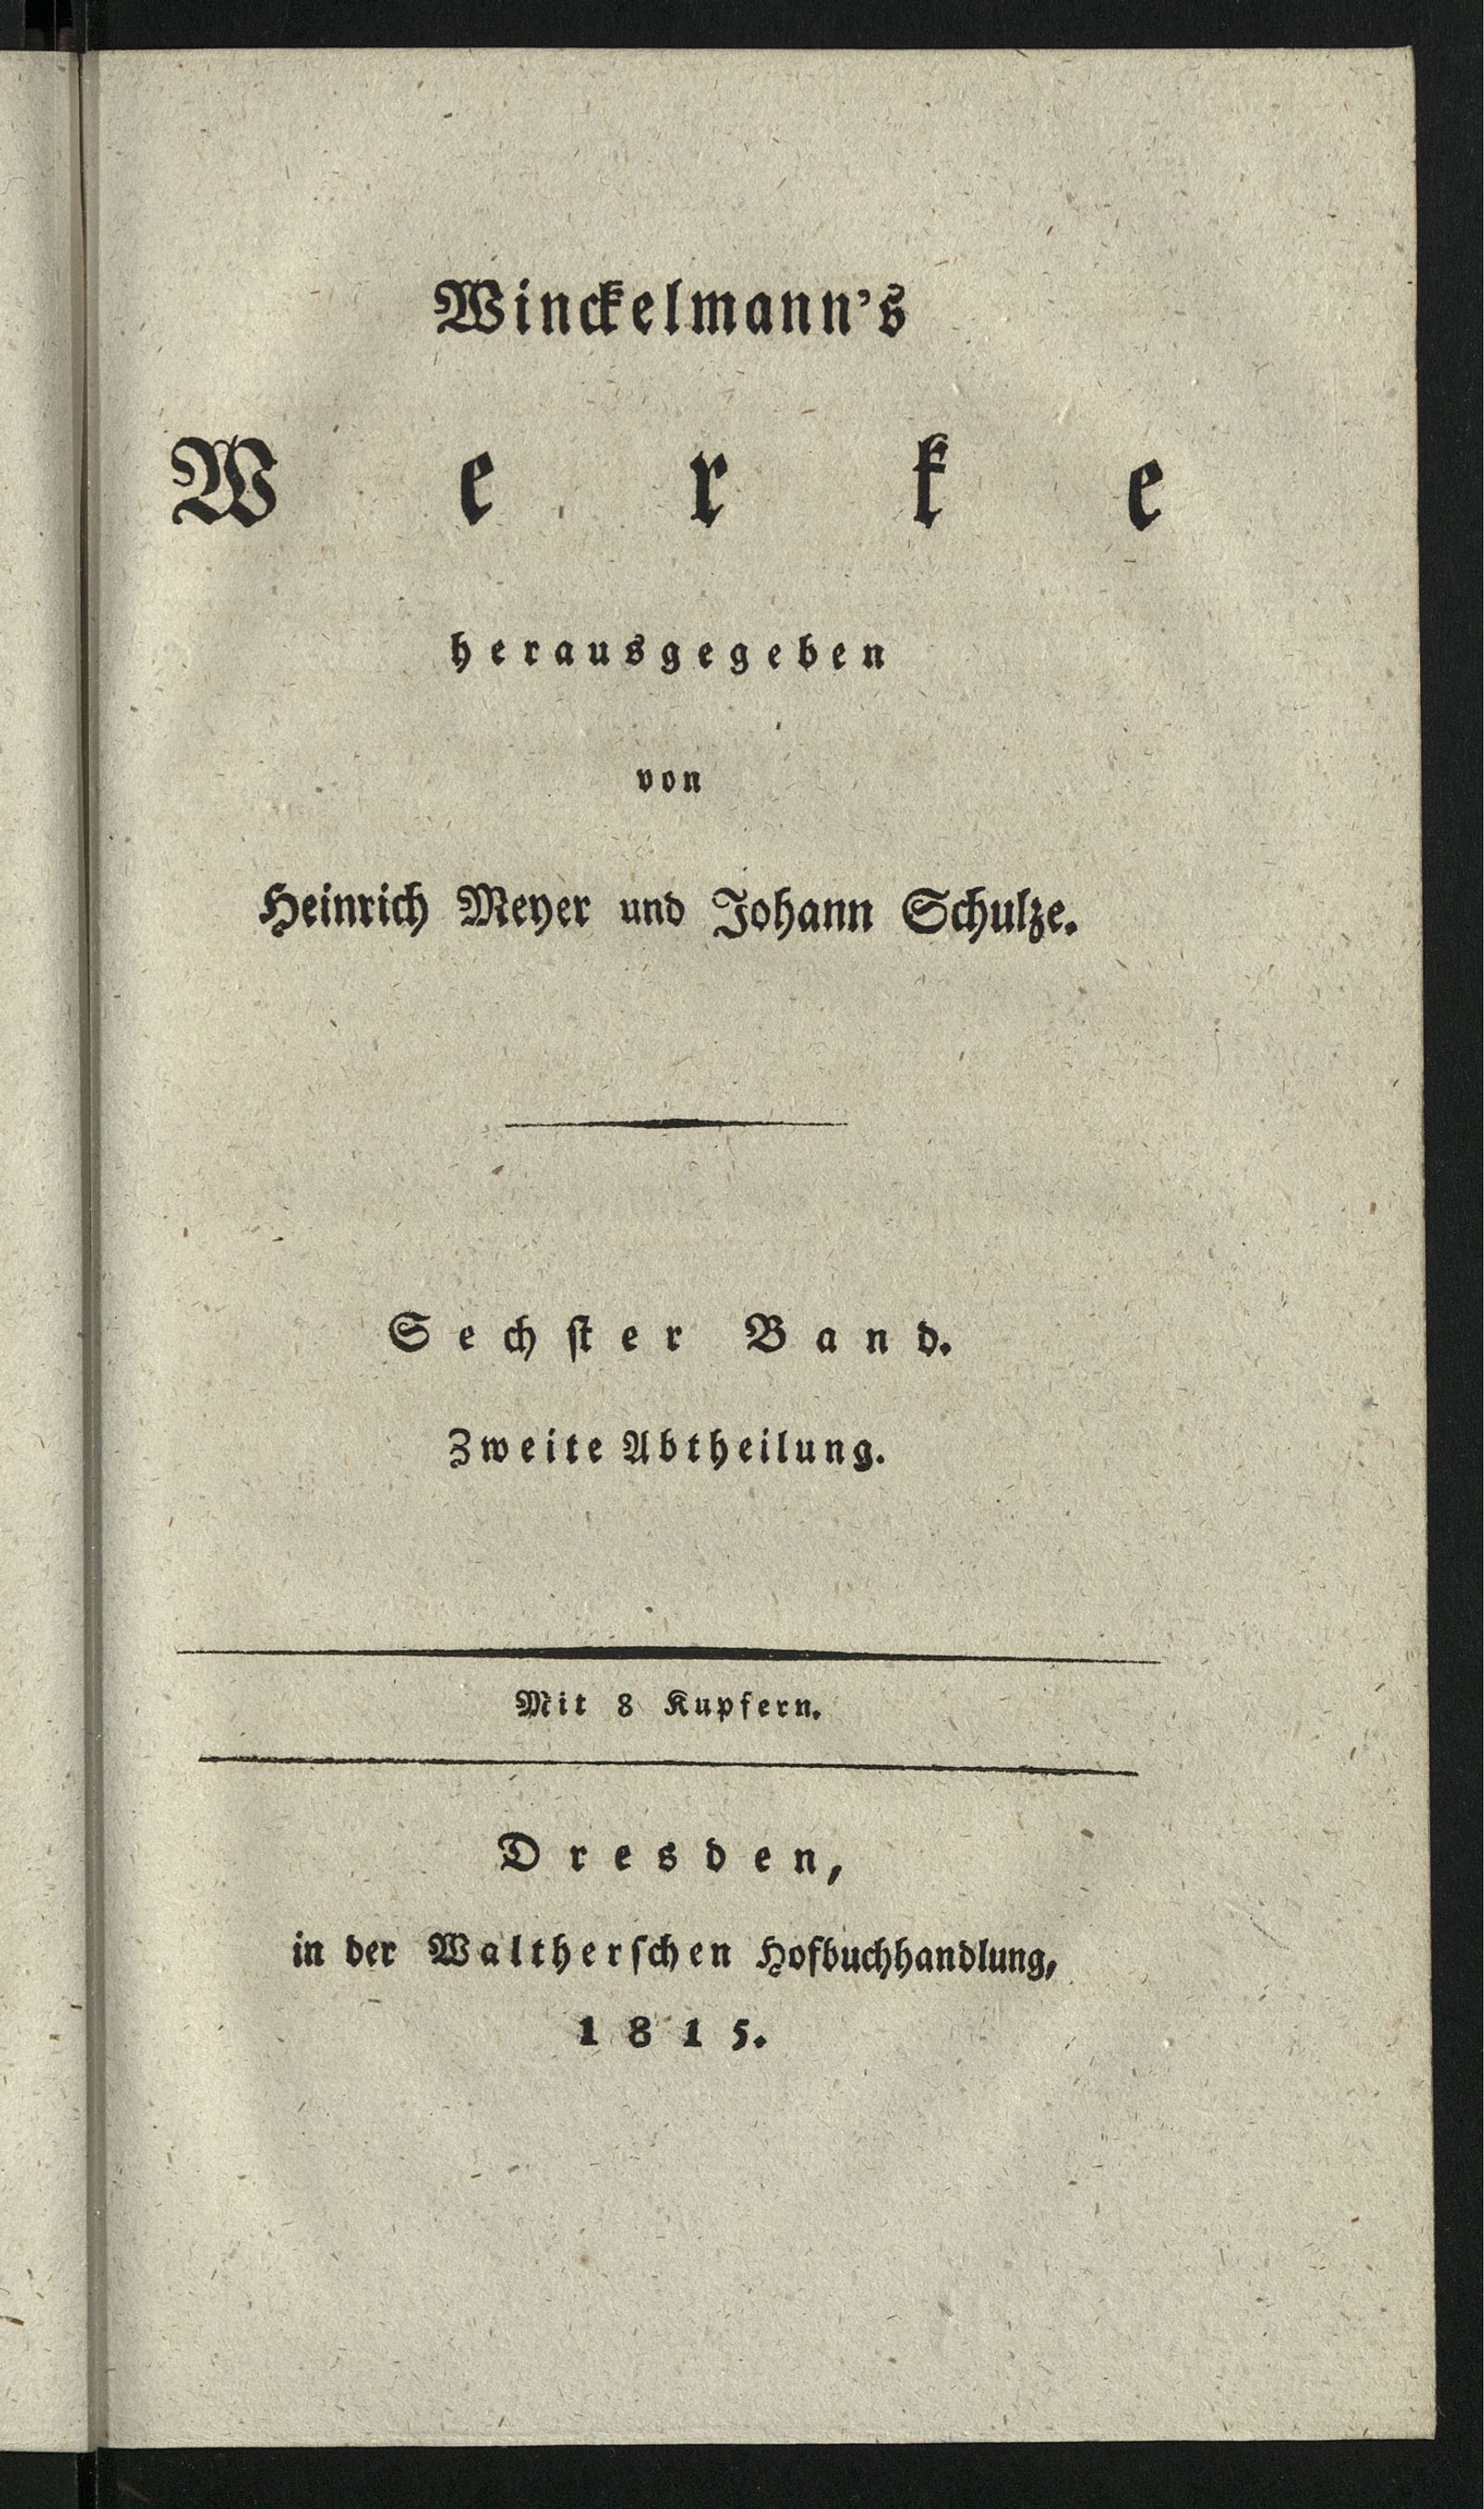 Winckelmann's
Werke
herausgegeben
von
Heinrich Meyer und Johann Schulze.
Sechſter Band.
Zweite Abtheilung.
Mit 8 Kupfern.
Dresden,
in der Waltherſchen Hofbuchhandlung,
1815.